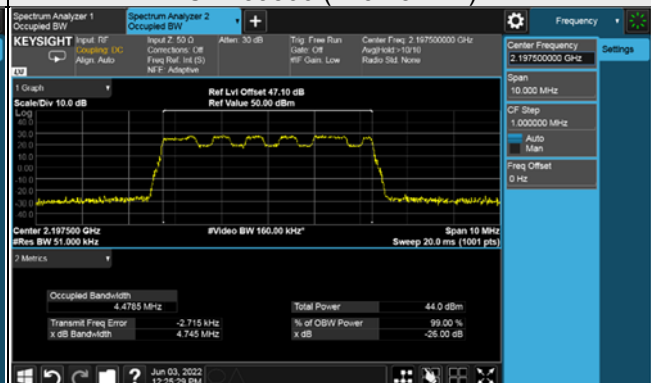 Spectrum Analyzer 1
Occupied BW
Spectrum Analyzer 2
Occupied BW
Frequency
KEYSIGHT
Input: RF
Coupling: DC
Align: Auto
Input Z: 50 Ω
Corrections: Off
Freq Ref: Int (S)
NFE: Adaptive
Atten: 30 dB
Trig: Free Run
Gate: Off
#IF Gain: Low
Center Freq: 2.197500000 GHz
Avg|Hold:>10/10
Radio Std: None
Center Frequency
2.197500000 GHz
Settings
Span
10.000 MHz
CF Step
1.000000 MHz
Auto
Man
Freq Offset
0 Hz
1 Graph
Scale/Div 10.0 dB
Ref Lvl Offset 47.10 dB
Ref Value 50.00 dBm
Log
40.0
30.0
20.0
10.0
0.00
-10.0
-20.0
-30.0
-40.0
Center 2.197500 GHz
#Res BW 51.000 kHz
#Video BW 160.00 kHz*
Span 10 MHz
Sweep 20.0 ms (1001 pts)
2 Metrics
Occupied Bandwidth
4.4785 MHz
Total Power
44.0 dBm
Transmit Freq Error
-2.715 kHz
% of OBW Power
99.00 %
x dB Bandwidth
4.745 MHz
x dB
-26.00 dB
Jun 03, 2022
12:25:29 PM